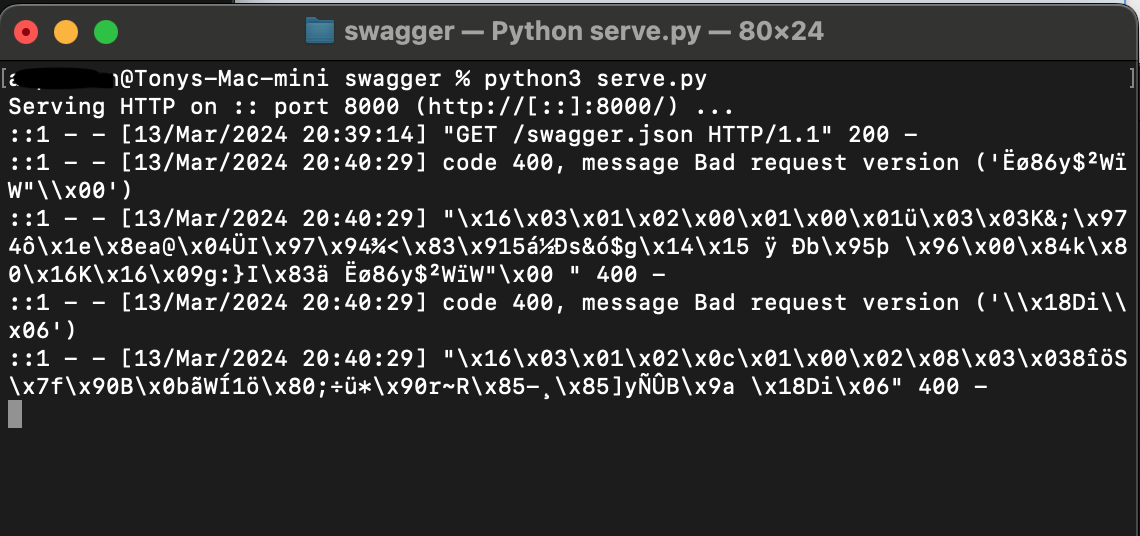 swagger — Python serve.py — 80×24
@Tonys-Mac-mini swagger % python3 serve.py
Serving HTTP on :: port 8000 (http://[::]:8000/) ...
::1 - - [13/Mar/2024 20:39:14] "GET /swagger.json HTTP/1.1" 200 -
::1 - - [13/Mar/2024 20:40:29] code 400, message Bad request version ('Ëø86y$²Wï
W"\\x00')
::1 - - [13/Mar/2024 20:40:29] "\x16\x03\x01\x02\x00\x01\x00\x01ü\x03\x03K&;\x97
4ô\x1e\x8ea@\x04ÜI\x97\x94¾<\x83\x915á½Ðs&ó$g\x14\x15 ÿ Ðb\x95þ \x96\x00\x84k\x8
0\x16K\x16\x09g:}I\x83ä Ëø86y$²WïW"\x00 " 400 -
::1 - - [13/Mar/2024 20:40:29] code 400, message Bad request version ('\\x18Di\\
x06')
::1 - - [13/Mar/2024 20:40:29] "\x16\x03\x01\x02\x0c\x01\x00\x02\x08\x03\x038îöS
\x7f\x90B\x0bãWÍ1ö\x80;÷ü*\x90r~R\x85-¸\x85]yÑÛB\x9a \x18Di\x06" 400 -